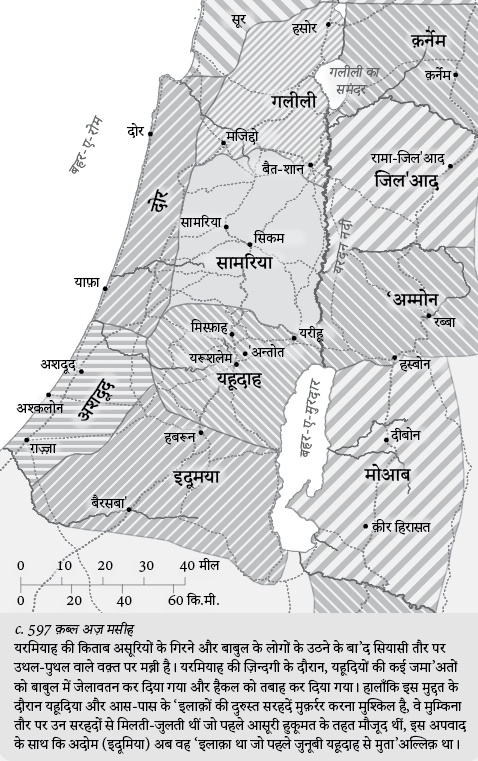 सूर
हसोर
क़र्नेम
क़र्नेम
गलीली का
समंदर
गलीली
दोर
मजिद्दो
बहर-ए-रोम
बैत-शान
रामा-जिल'आद
जिल'आद
दोर
सामरिया
सिकम
यरदन नदी
सामरिया
याफ़ा
'अम्मोन
रब्बा
मिस्फ़ाह
यरीहू
यरूशलेम
'अन्तोत
हस्बोन
यहूदाह
अशदूद
अशदूद
अश्कलोन
बहर-ए-मुरदार
हबरून
दीबोन
गज़्ज़ा
इदूमया
मोआब
बैरसबा'
क़ीर हिरासत
0 10 20 30 40 मील
0 20 40 60 कि.मी.
c. 597 क़ब्ल अज़ मसीह
यरमियाह की किताब असूरियों के गिरने और बाबुल के लोगों के उठने के बा'द सियासी तौर पर
उथल-पुथल वाले वक़्त पर मब्नी है। यरमियाह की ज़िन्दगी के दौरान, यहूदियों की कई जमा'अतों
को बाबुल में जेलावतन कर दिया गया और हैकल को तबाह कर दिया गया। हालाँकि इस मुद्दत के
दौरान यहूदिया और आस-पास के 'इलाक़ों की दुरुस्त सरहदें मुक़र्रर करना मुश्किल है, वे मुम्किना
तौर पर उन सरहदों से मिलती-जुलती थीं जो पहले आसूरी हुकूमत के तहत मौजूद थीं, इस अपवाद
के साथ कि अदोम (इदूमिया) अब वह 'इलाक़ा था जो पहले जुनूबी यहूदाह से मुता'अल्लिक़ था।